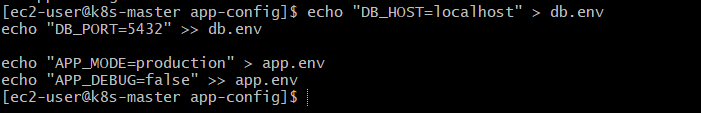 [ec2-user@k8s-master app-config]$ echo "DB_HOST=localhost" > db.env
echo "DB_PORT=5432" >> db.env
echo "APP_MODE=production" > app.env
echo "APP_DEBUG=false" >> app.env
[ec2-user@k8s-master app-config]$